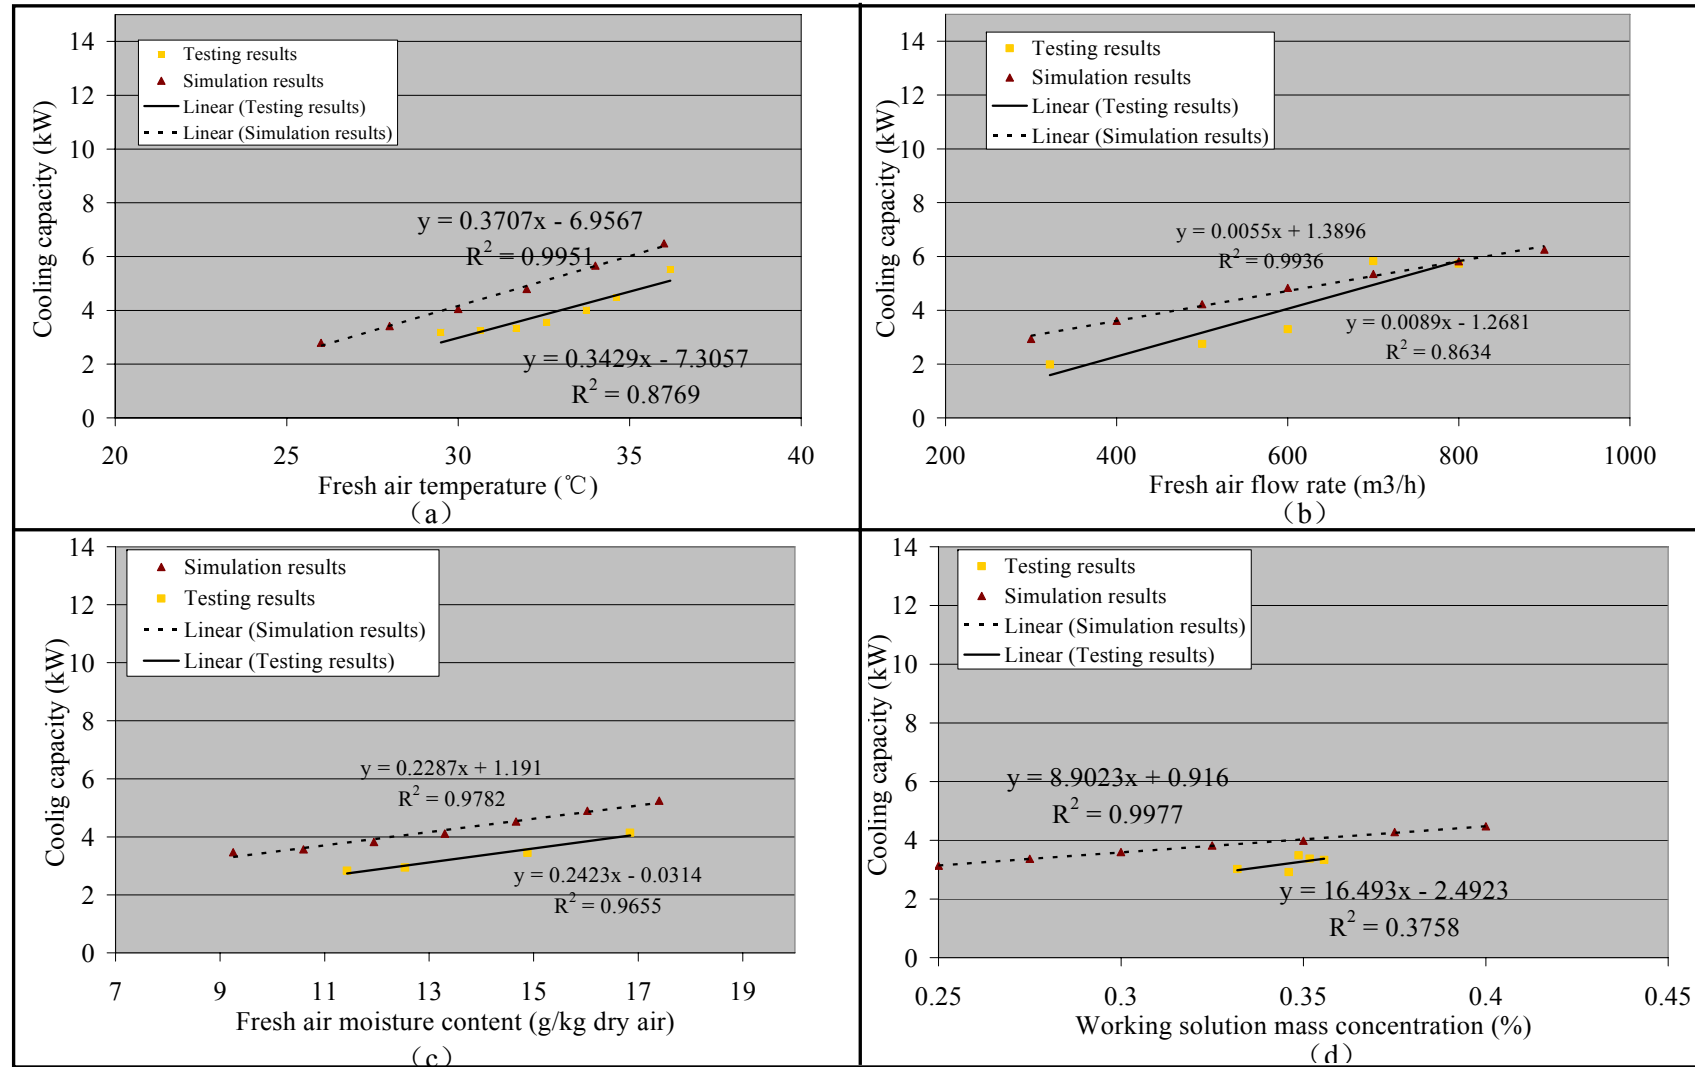 14
12
10
8
6
4
2
0
Cooling capacity (kW)
Testing results
Simulation results
Linear (Testing results)
Linear (Simulation results)
y = 0.3707x - 6.9567
R² = 0.9951
y = 0.3429x - 7.3057
R² = 0.8769
20 25 30 35 40
Fresh air temperature (℃)
(a)
14
12
10
8
6
4
2
0
Cooling capacity (kW)
Testing results
Simulation results
Linear (Testing results)
Linear (Simulation results)
y = 0.0055x + 1.3896
R² = 0.9936
y = 0.0089x - 1.2681
R² = 0.8634
200 400 600 800 1000
Fresh air flow rate (m3/h)
(b)
14
12
10
8
6
4
2
0
Coolig capacity (kW)
Simulation results
Testing results
Linear (Simulation results)
Linear (Testing results)
y = 0.2287x + 1.191
R² = 0.9782
y = 0.2423x - 0.0314
R² = 0.9655
7 9 11 13 15 17 19
Fresh air moisture content (g/kg dry air)
(c)
14
12
10
8
6
4
2
0
Cooling capacity (kW)
Testing results
Simulation results
Linear (Simulation results)
Linear (Testing results)
y = 8.9023x + 0.916
R² = 0.9977
y = 16.493x - 2.4923
R² = 0.3758
0.25 0.3 0.35 0.4 0.45
Working solution mass concentration (%)
(d)